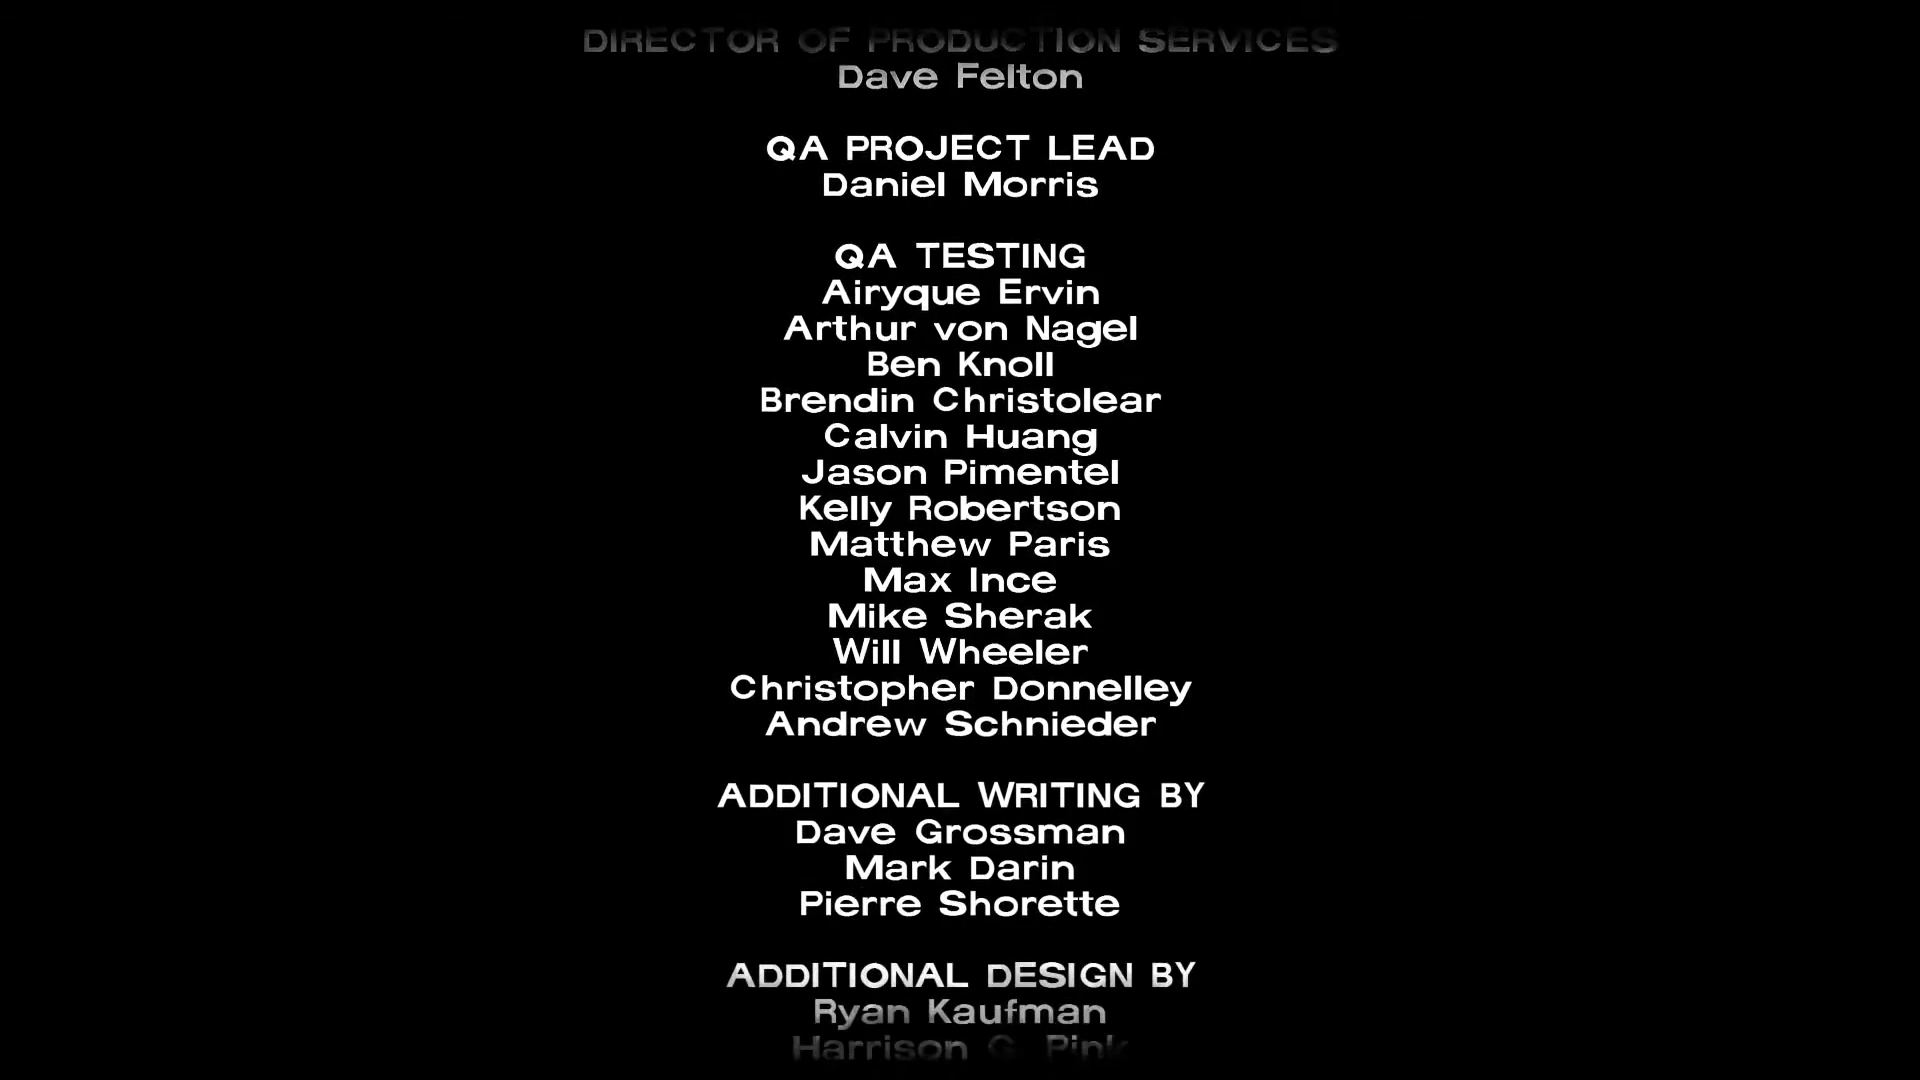 DIRECTOR OF PRODUCTION SERVICES
Dave Felton
QA PROJECT LEAD
Daniel Morris
QA TESTING
Airyque Ervin
Arthur von Nagel
Ben Knoll
Brendin Christolear
Calvin Huang
Jason Pimentel
Kelly Robertson
Matthew Paris
Max Ince
Mike Sherak
Will Wheeler
Christopher Donnelley
Andrew Schnieder
ADDITIONAL WRITING BY
Dave Grossman
Mark Darin
Pierre Shorette
ADDITIONAL DESIGN BY
Ryan Kaufman
Harrison G. Pink